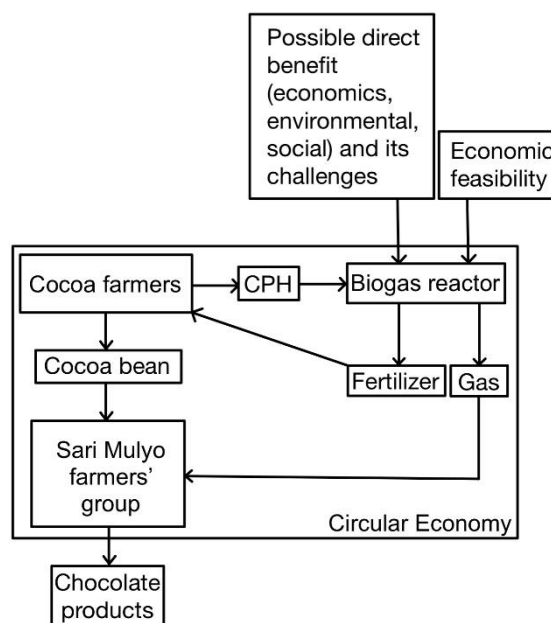 Possible direct
benefit
(economics,
environmental,
social) and its
challenges
Economic
feasibility
Cocoa farmers
CPH
Biogas reactor
Cocoa bean
Fertilizer
Gas
Sari Mulyo
farmers'
group
Circular Economy
Chocolate
products